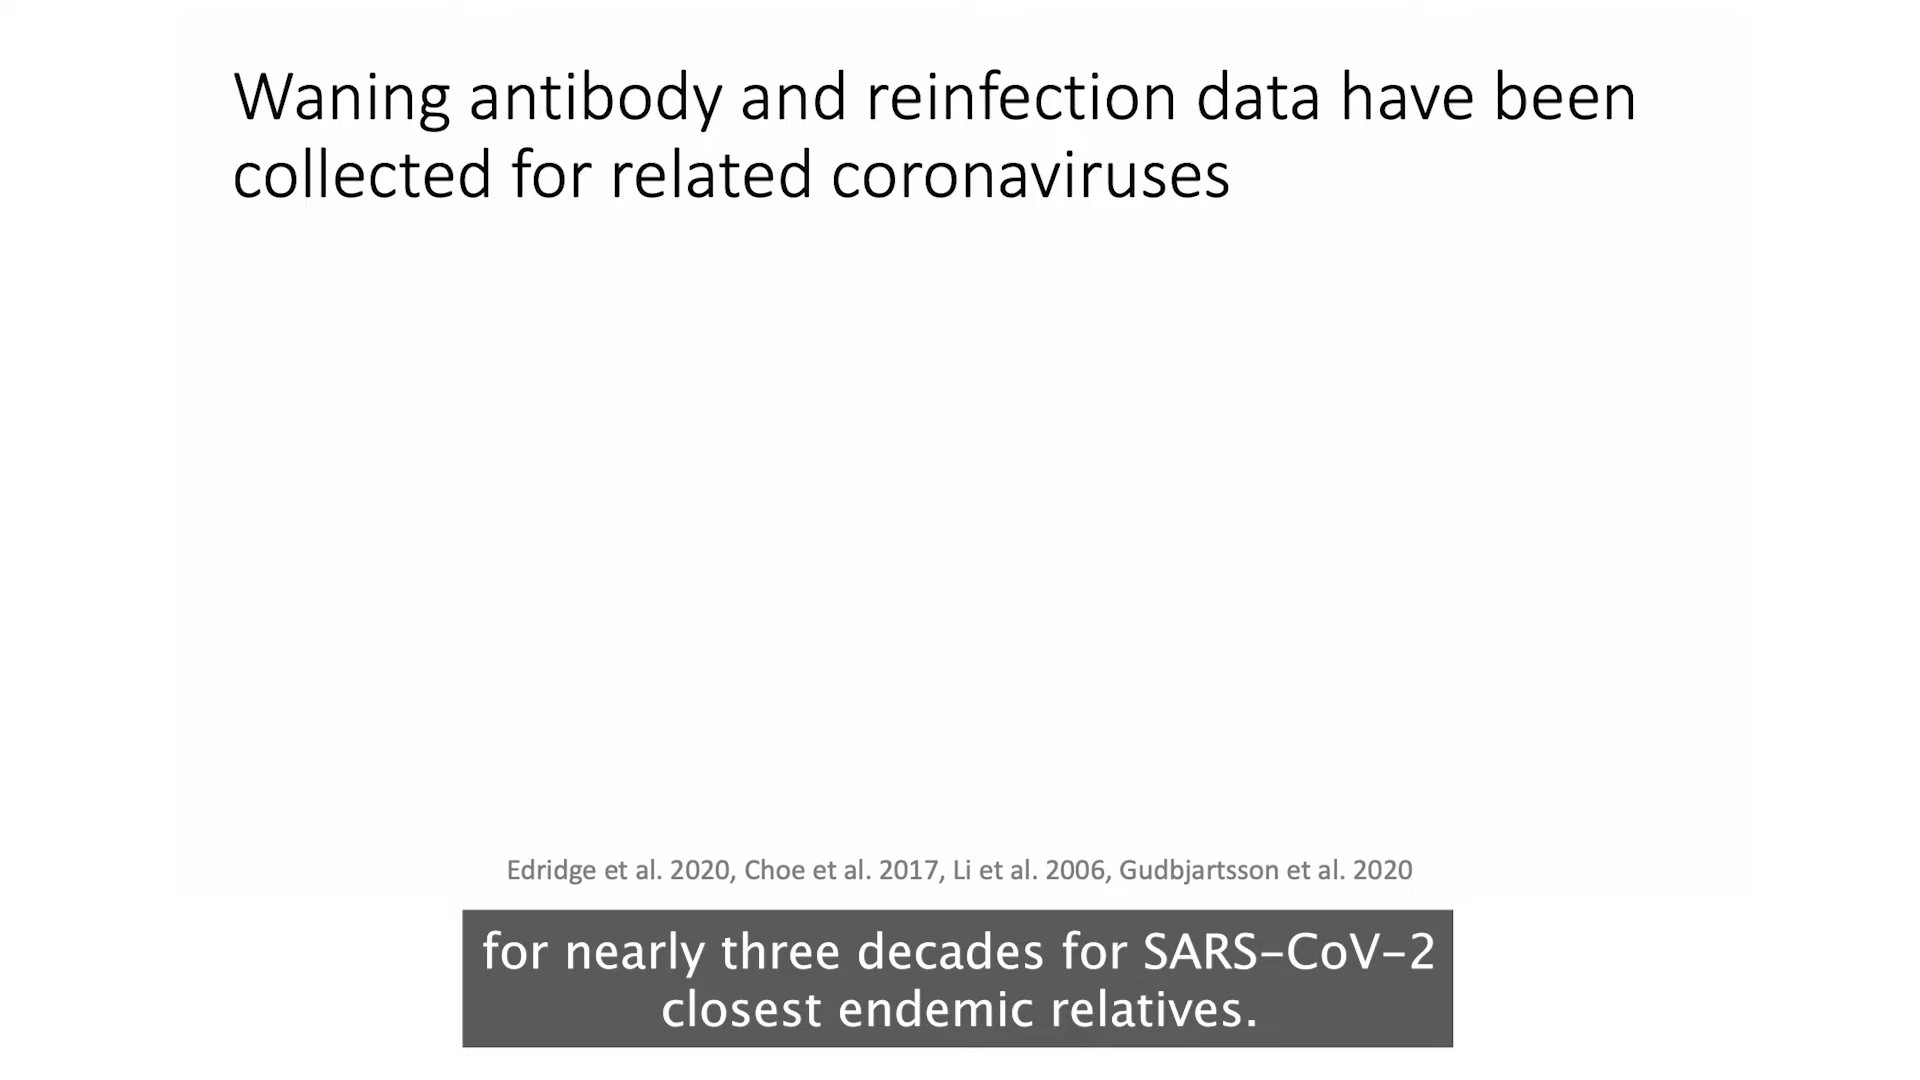 Waning antibody and reinfection data have been
collected for related coronaviruses
Edridge et al. 2020, Choe et al. 2017, Li et al. 2006, Gudbjartsson et al. 2020
for nearly three decades for SARS-CoV-2
closest endemic relatives.